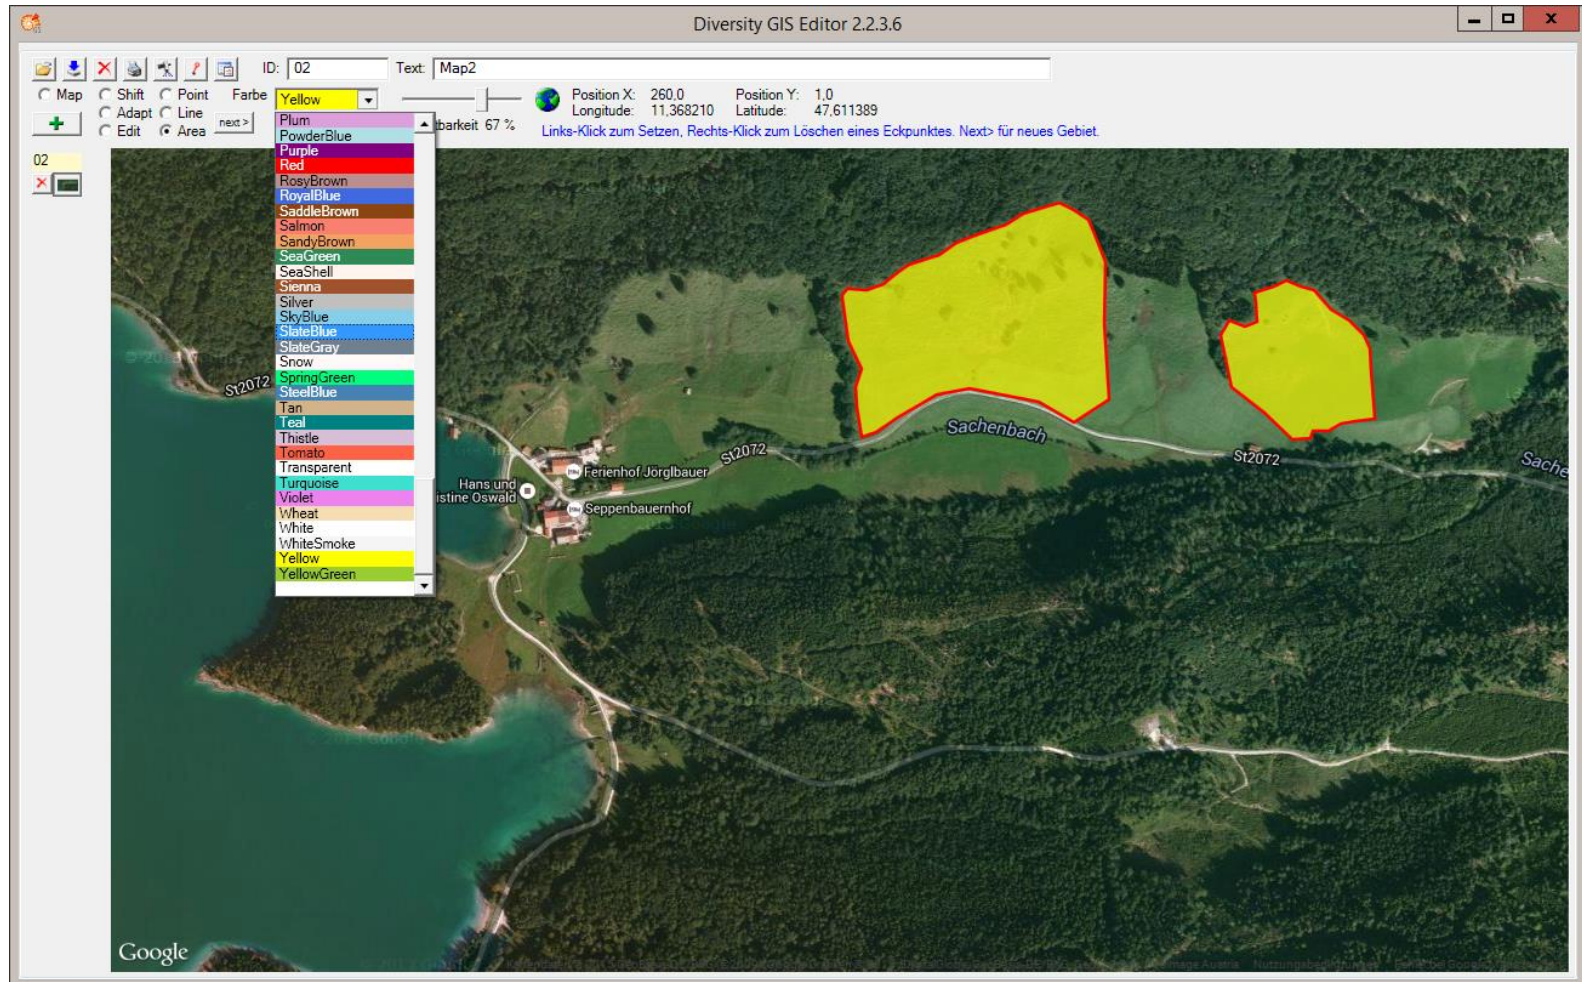 Diversity GIS Editor 2.2.3.6
ID: 02 Text: Map2
Map Shift Point Farbe Yellow Position X: 260,0 Position Y: 1,0
Adapt Line next > Longitude: 11,368210 Latitude: 47,611389
Edit Area tbarkeit 67 % Links-Klick zum Setzen, Rechts-Klick zum Löschen eines Eckpunktes. Next> für neues Gebiet.
02
Plum
PowderBlue
Purple
Red
RosyBrown
RoyalBlue
SaddleBrown
Salmon
SandyBrown
SeaGreen
SeaShell
Sienna
Silver
SkyBlue
SlateBlue
SlateGray
Snow
SpringGreen
SteelBlue
Tan
Teal
Thistle
Tomato
Transparent
Turquoise
Violet
Wheat
White
WhiteSmoke
Yellow
YellowGreen
St2072
Sachenbach
St2072
St2072
Sache
Ferienhof Jörglbauer
Hans und
istine Oswald
Seppenbauernhof
Google